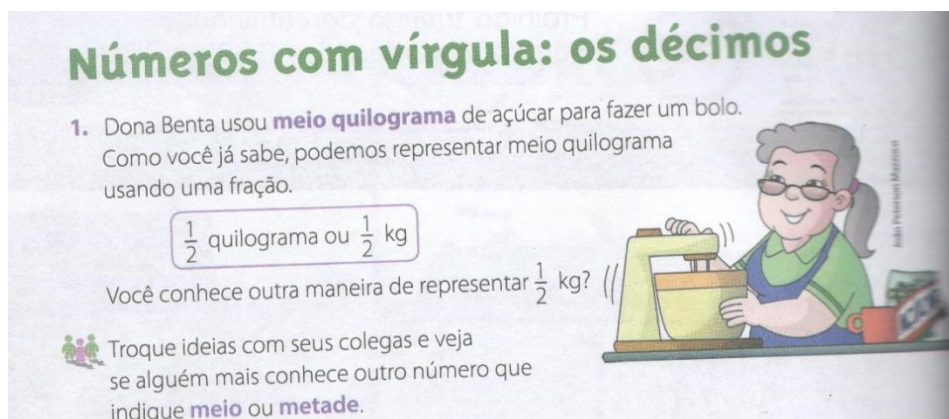 Números com vírgula: os décimos
1. Dona Benta usou meio quilograma de açúcar para fazer um bolo.
Como você já sabe, podemos representar meio quilograma
usando uma fração.
1/2 quilograma ou 1/2 kg
Você conhece outra maneira de representar 1/2 kg?
Troque ideias com seus colegas e veja
se alguém mais conhece outro número que
indique meio ou metade.